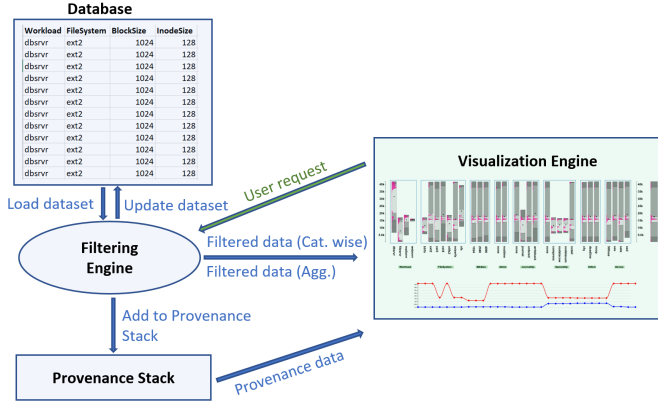 Database
Workload FileSystem BlockSize InodeSize
dbsrvr ext2 1024 128
dbsrvr ext2 1024 128
dbsrvr ext2 1024 128
dbsrvr ext2 1024 128
dbsrvr ext2 1024 128
dbsrvr ext2 1024 128
dbsrvr ext2 1024 128
dbsrvr ext2 1024 128
dbsrvr ext2 1024 128
dbsrvr ext2 1024 128
dbsrvr ext2 1024 128
dbsrvr ext2 1024 128
Load dataset
Update dataset
User request
Visualization Engine
Filtering
Engine
Filtered data (Cat. wise)
Filtered data (Agg.)
Add to Provenance
Stack
Provenance Stack
Provenance data